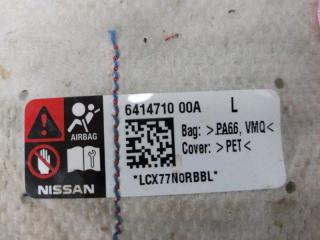 6414710 00A L
AIRBAG
Bag: >PA66, VMQ<
Cover: >PET<
NISSAN
*LCX77N0RBBL*